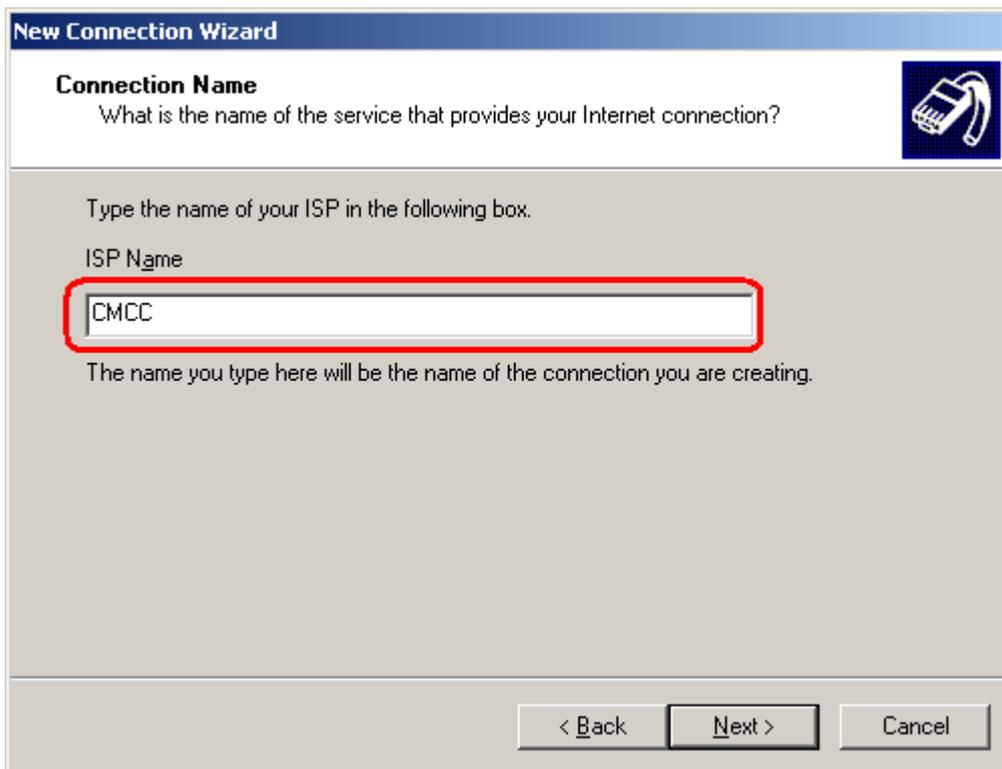 New Connection Wizard
Connection Name
What is the name of the service that provides your Internet connection?
Type the name of your ISP in the following box.
ISP Name
CMCC
The name you type here will be the name of the connection you are creating.
< Back
Next >
Cancel